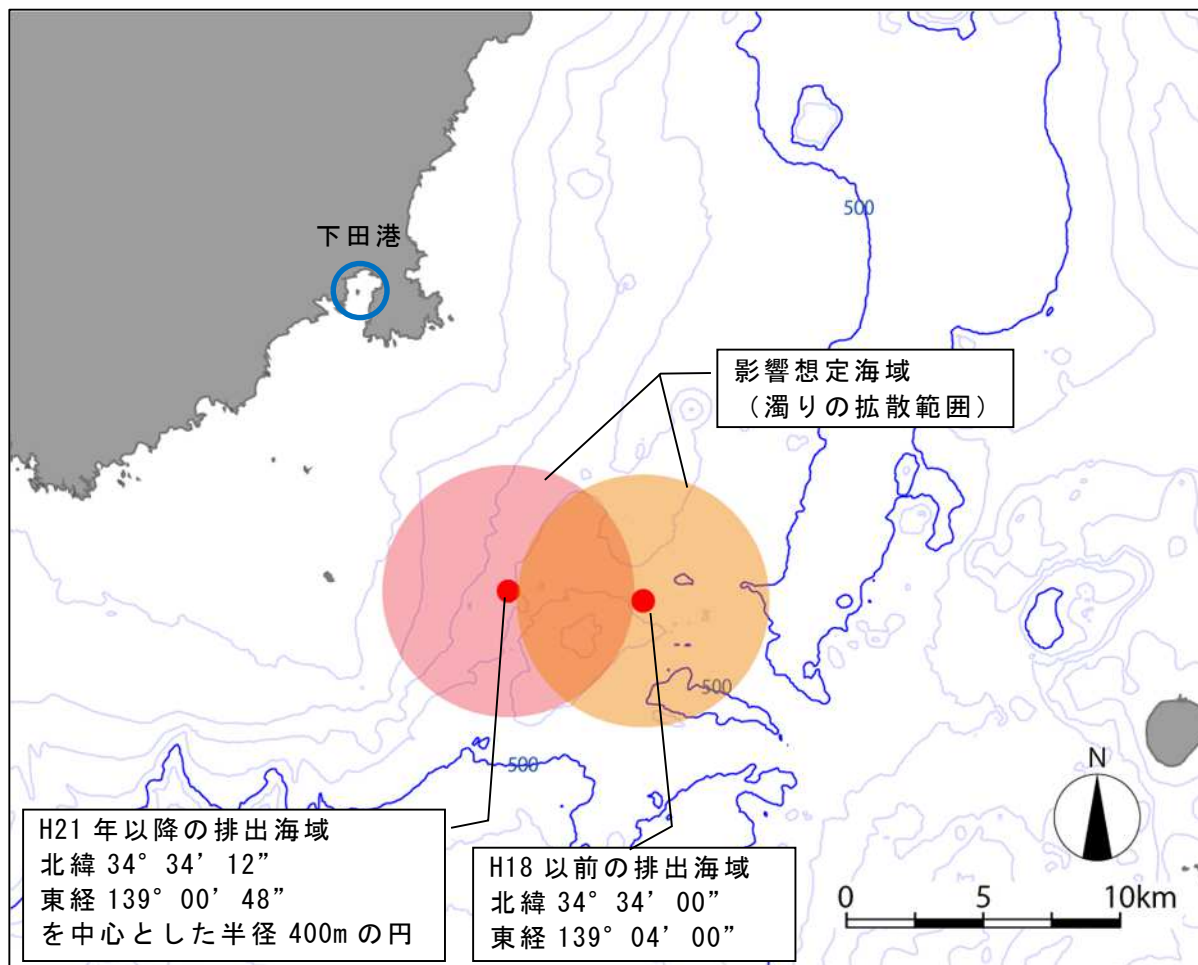 下田港
500
影響想定海域
（濁りの拡散範囲）
500
500
H21年以降の排出海域
北緯 34° 34’ 12”
東経 139° 00’ 48”
を中心とした半径 400m の円
H18 以前の排出海域
北緯 34° 34’ 00”
東経 139° 04’ 00”
N
0 5 10km